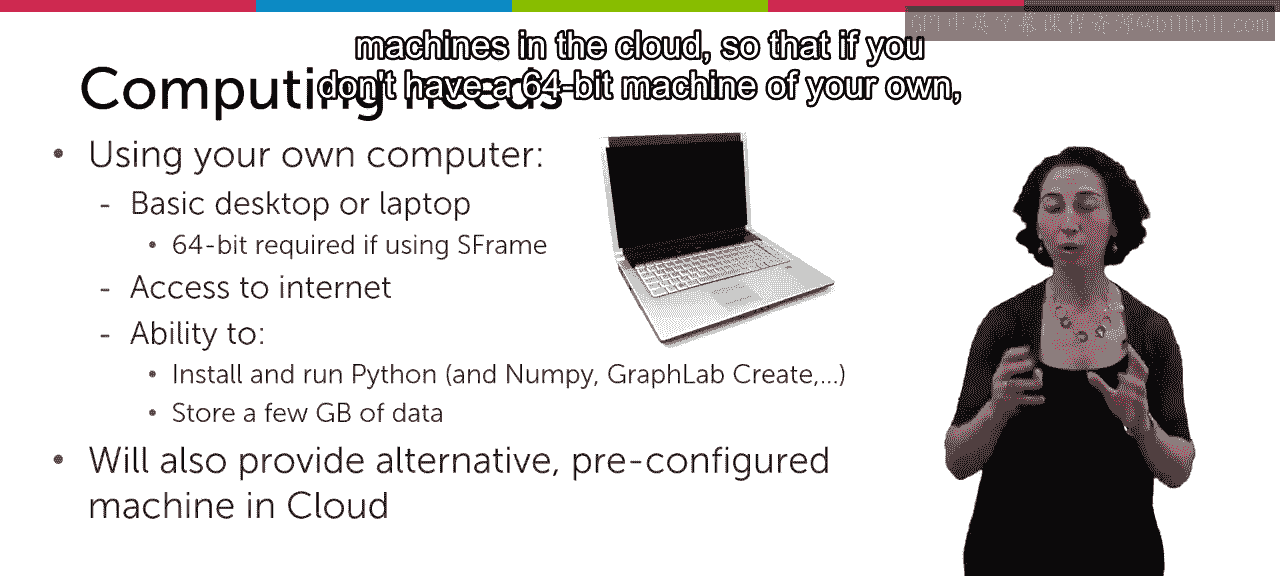 machines in the cloud, so that if you
don't have a 64-bit machine of your own,
Computing needs
• Using your own computer:
- Basic desktop or laptop
• 64-bit required if using SFrame
- Access to internet
- Ability to:
• Install and run Python (and Numpy, GraphLab Create,...)
• Store a few GB of data
• Will also provide alternative, pre-configured
machine in Cloud